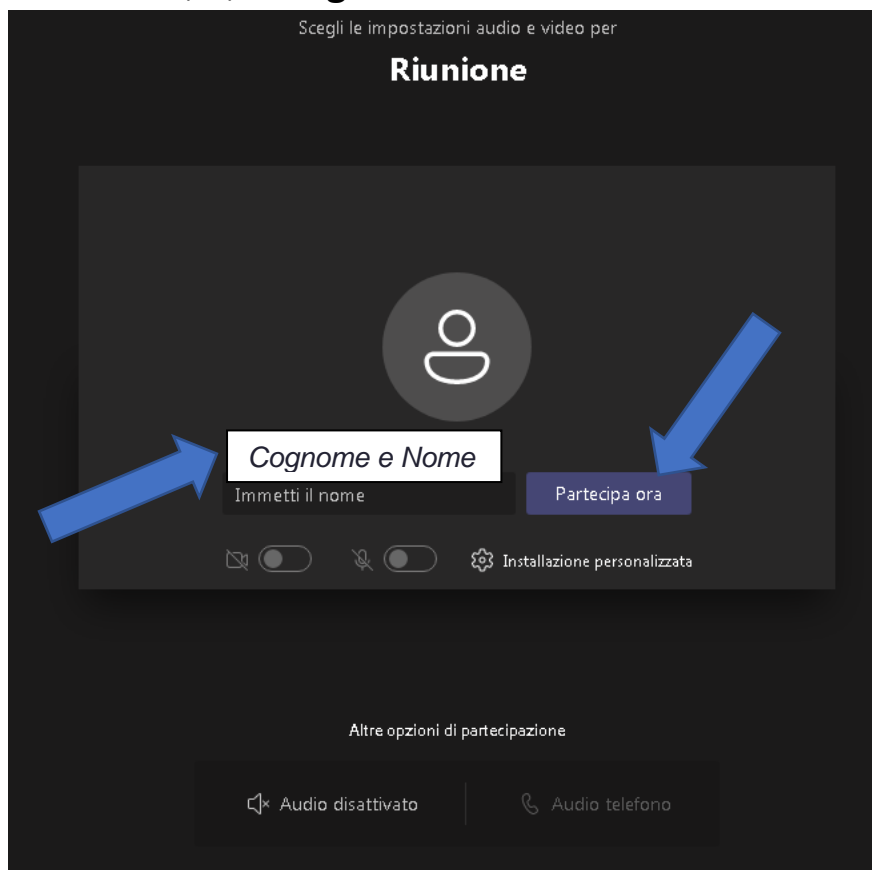 Scegli le impostazioni audio e video per
Riunione
Cognome e Nome
Immetti il nome
Partecipa ora
Installazione personalizzata
Altre opzioni di partecipazione
Audio disattivato
Audio telefono